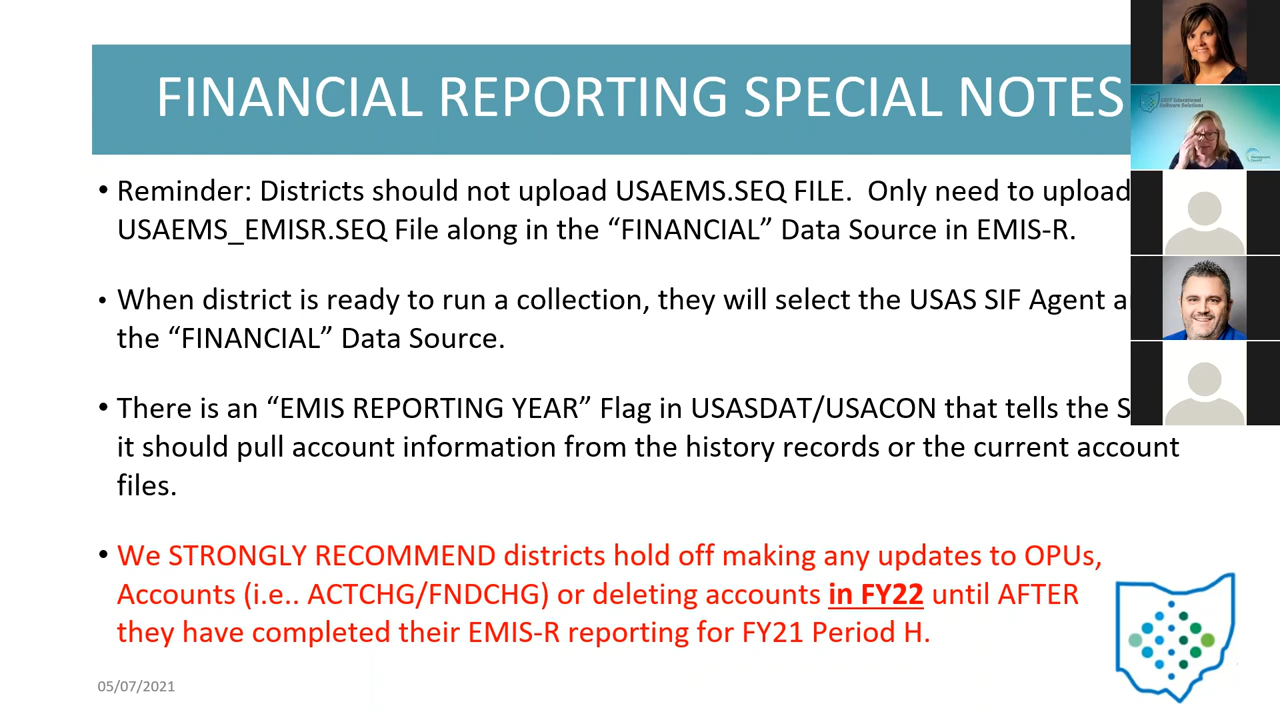 FINANCIAL REPORTING SPECIAL NOTES
• Reminder: Districts should not upload USAEMS.SEQ FILE. Only need to upload
USAEMS_EMISR.SEQ File along in the “FINANCIAL” Data Source in EMIS-R.
• When district is ready to run a collection, they will select the USAS SIF Agent a
the “FINANCIAL” Data Source.
• There is an “EMIS REPORTING YEAR” Flag in USASDAT/USACON that tells the S
it should pull account information from the history records or the current account
files.
• We STRONGLY RECOMMEND districts hold off making any updates to OPUs,
Accounts (i.e.. ACTCHG/FNDCHG) or deleting accounts in FY22 until AFTER
they have completed their EMIS-R reporting for FY21 Period H.
05/07/2021